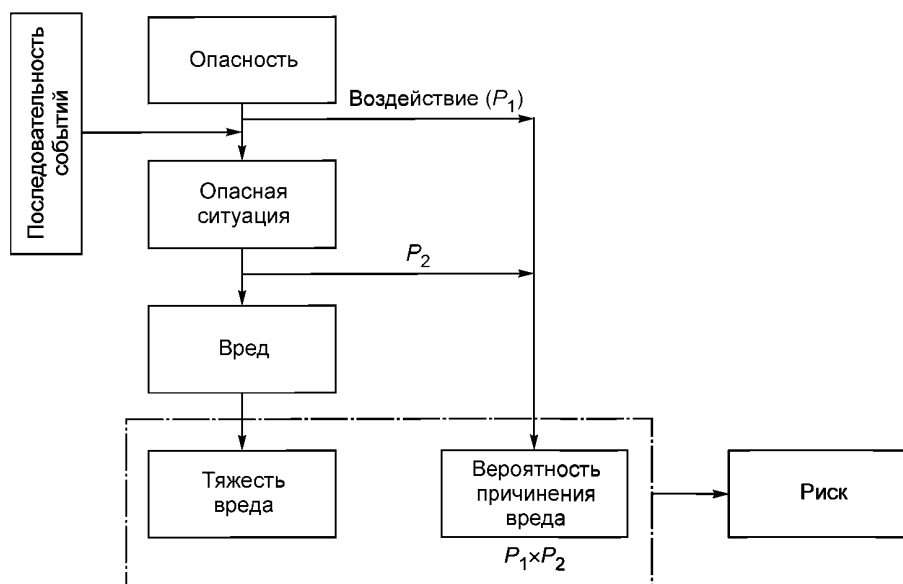 Последовательность
событий
Опасность
Воздействие (P₁)
Опасная
ситуация
P₂
Вред
Тяжесть
вреда
Вероятность
причинения
вреда
P₁×P₂
Риск